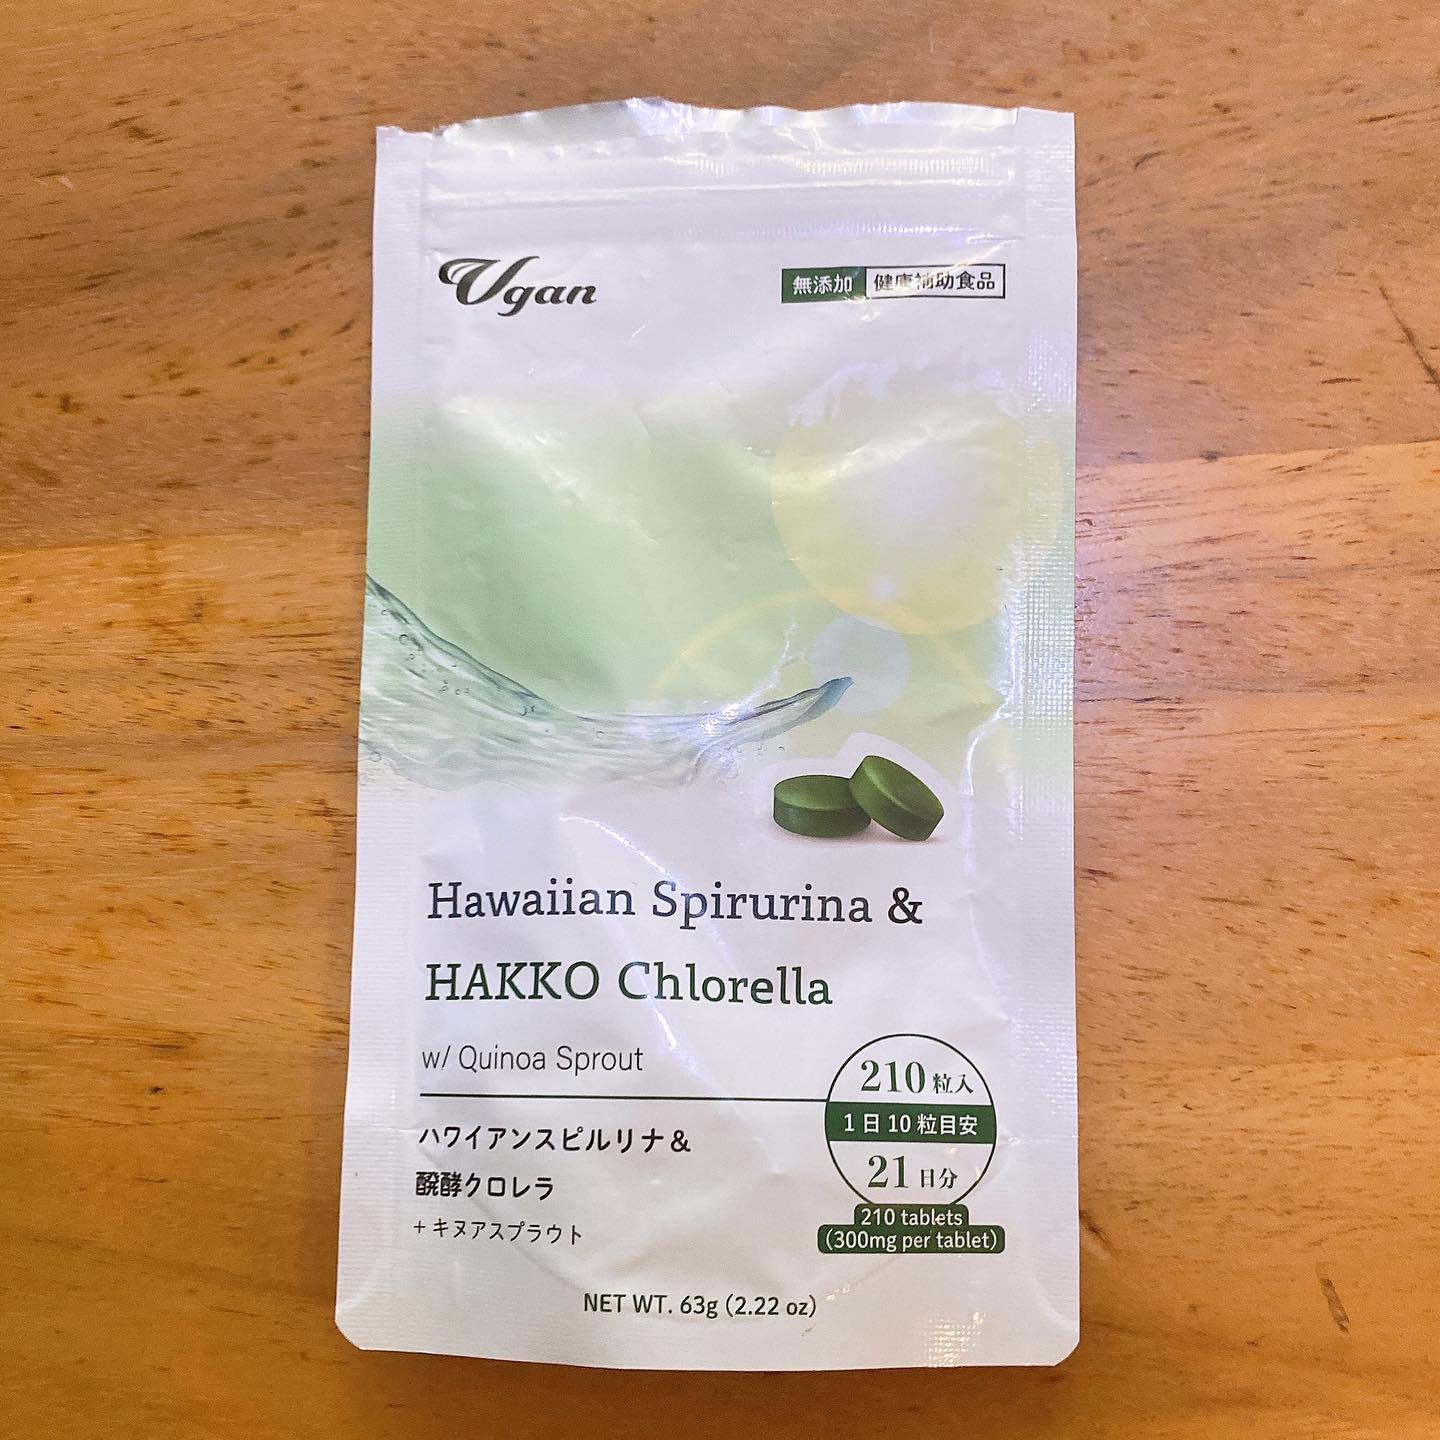 Vgan
無添加 健康補助食品
Hawaiian Spirurina &
HAKKO Chlorella
w/ Quinoa Sprout
ハワイアンスピルリナ&
醗酵クロレラ
+ キヌアスプラウト
210粒入
1日10粒目安
21日分
210 tablets
(300mg per tablet)
NET WT. 63g (2.22 oz)